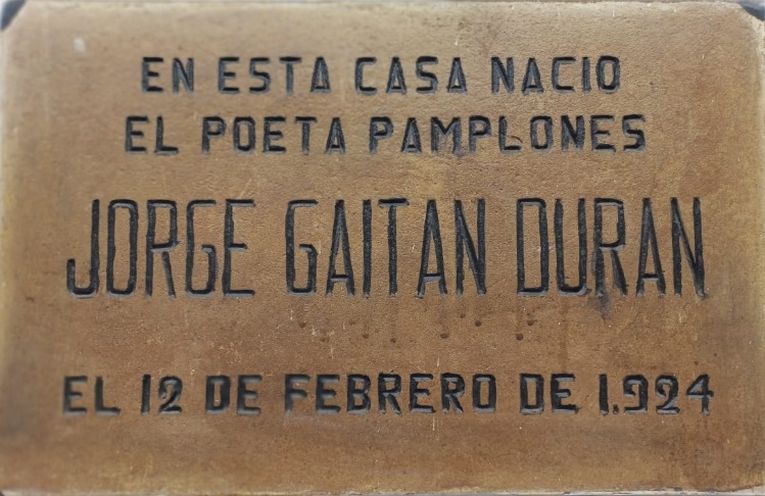 EN ESTA CASA NACIO
EL POETA PAMPLONES
JORGE GAITAN DURAN
EL 12 DE FEBRERO DE 1.924